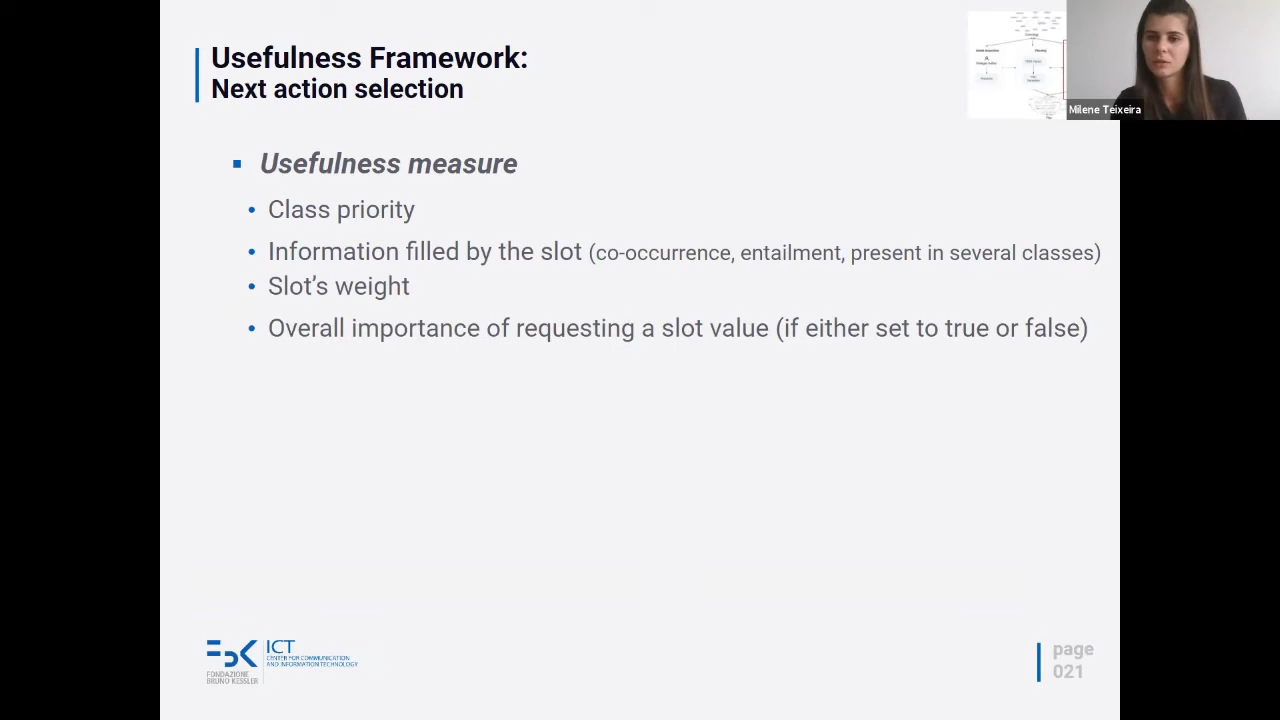 Usefulness Framework:
Next action selection
Milene Teixeira
Usefulness measure
Class priority
Information filled by the slot (co-occurrence, entailment, present in several classes)
Slot's weight
Overall importance of requesting a slot value (if either set to true or false)
FBK
FONDAZIONE
BRUNO KESSLER
ICT
CENTER FOR COMMUNICATION
AND INFORMATION TECHNOLOGY
page
021